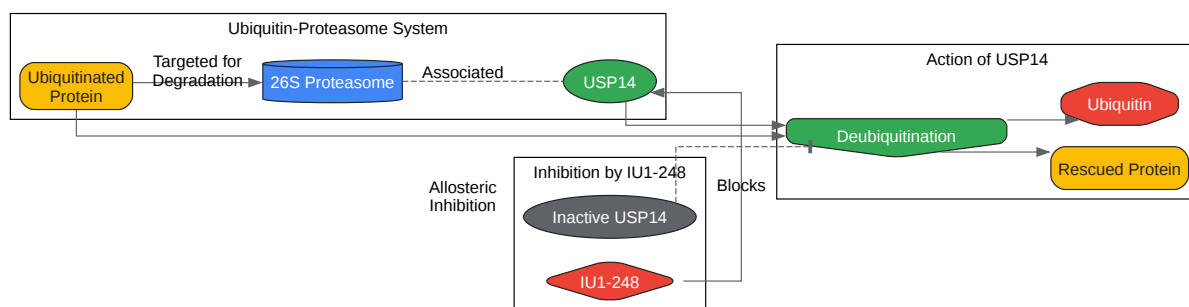 Ubiquitin-Proteasome System
Ubiquitinated
Protein
Targeted for
Degradation
26S Proteasome
Associated
USP14
Action of USP14
Ubiquitin
Deubiquitination
Rescued Protein
Inhibition by IU1-248
Allosteric
Inhibition
Blocks
Inactive USP14
IU1-248